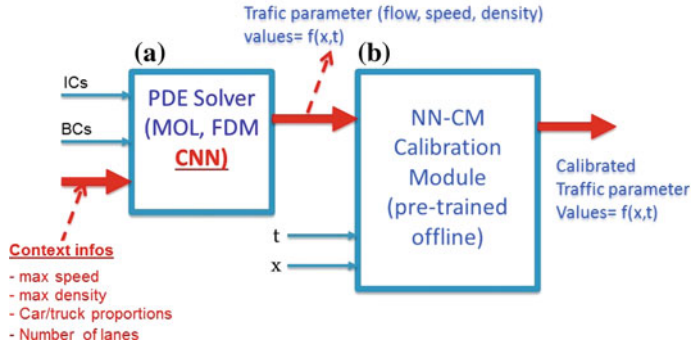 Trafic parameter (flow, speed, density)
values= f(x,t)
(a)
(b)
ICs
BCs
PDE Solver
(MOL, FDM
CNN)
NN-CM
Calibration
Module
(pre-trained
offline)
t
x
Calibrated
Traffic parameter
Values= f(x,t)
Context infos
- max speed
- max density
- Car/truck proportions
- Number of lanes